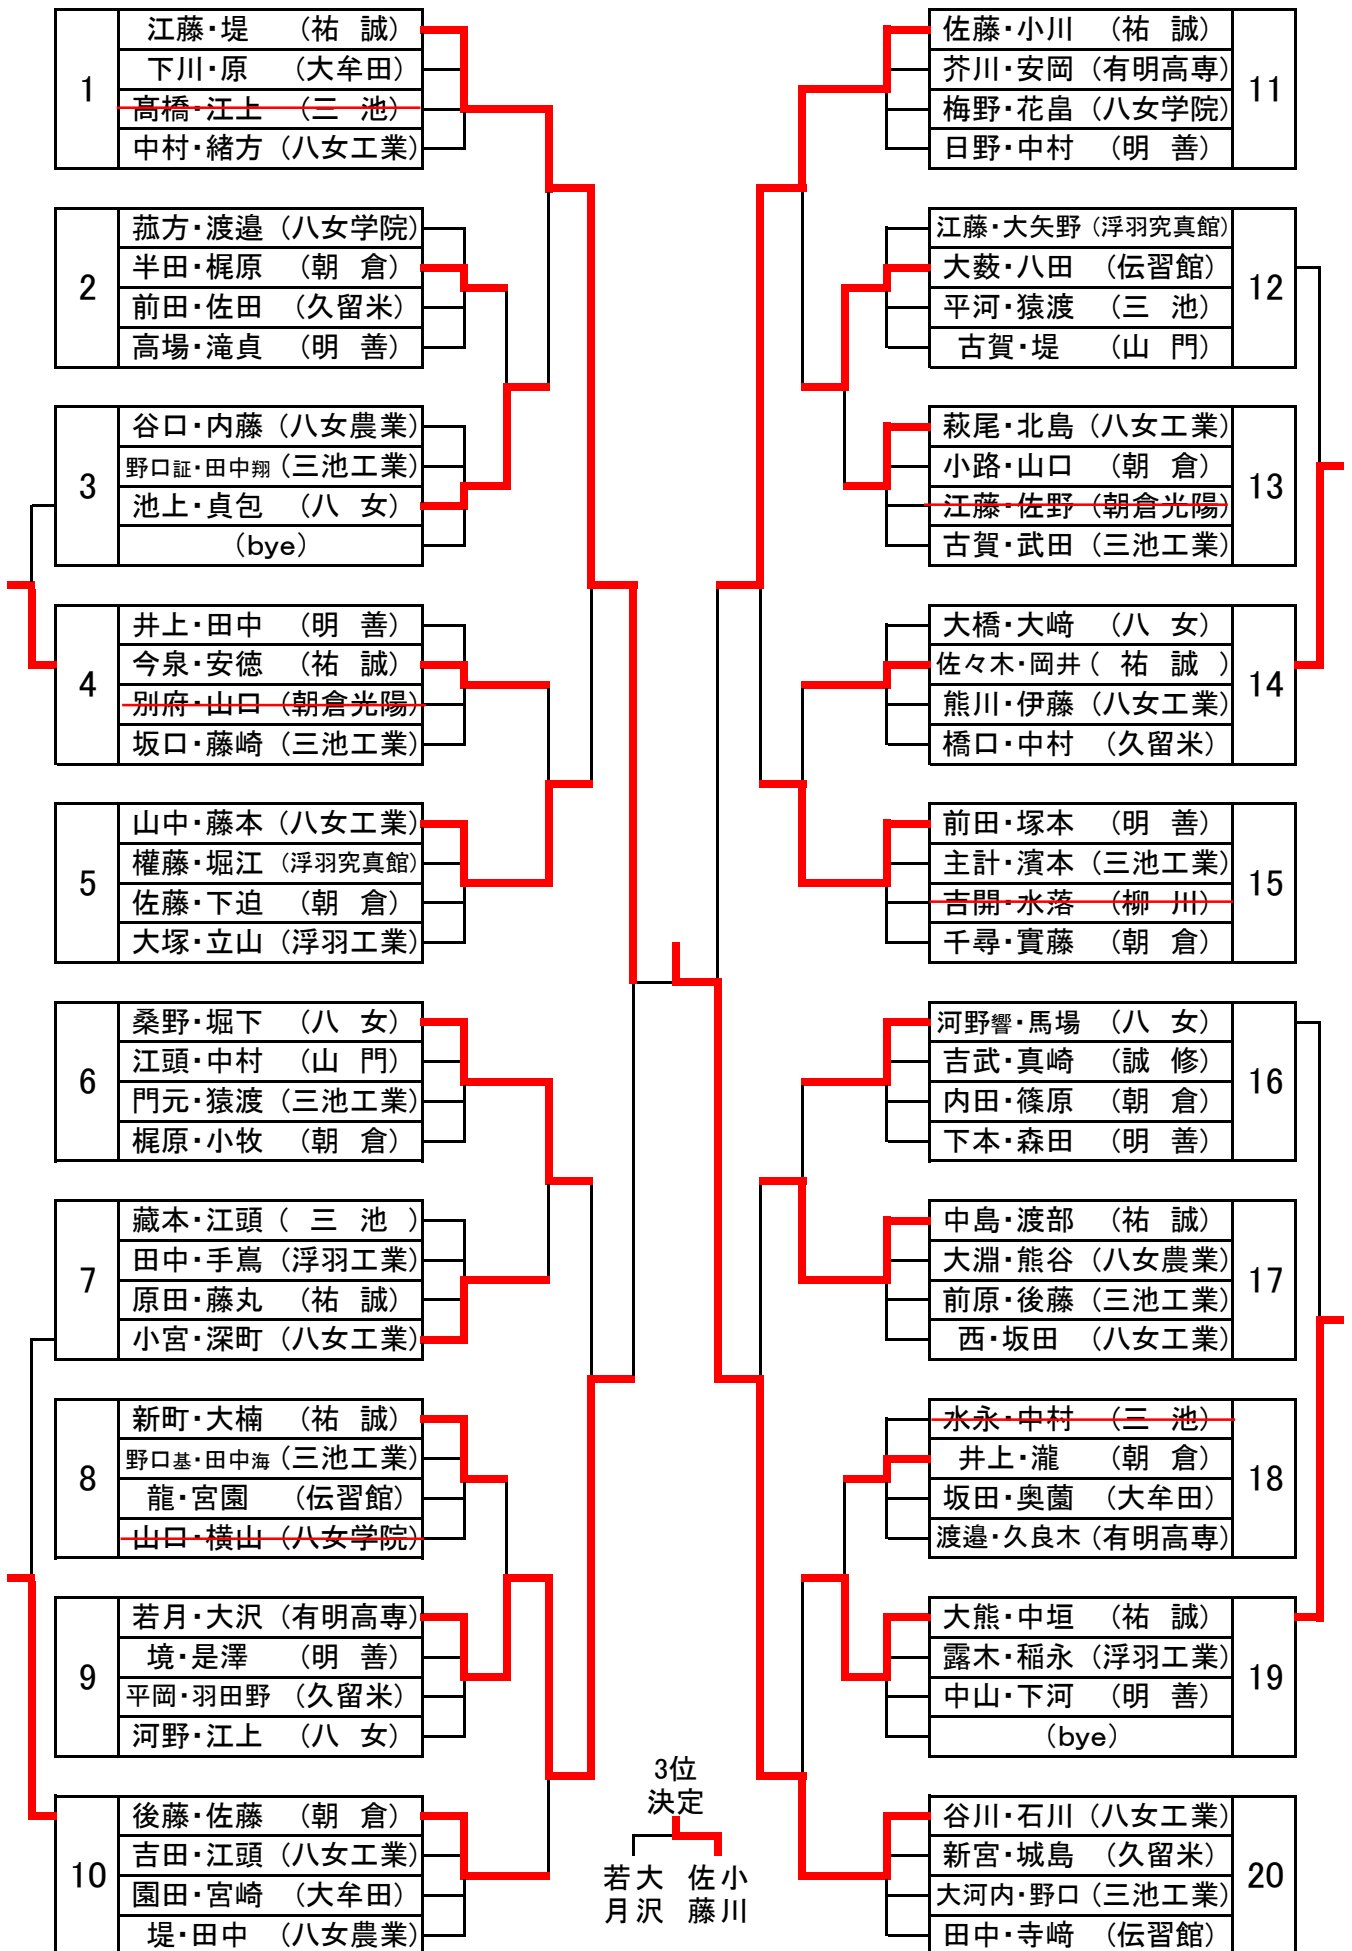 1
江藤・堤 （祐 誠）
下川・原 （大牟田）
髙橋・江上 （三 池）
中村・緒方 （八女工業）
2
菰方・渡邉 （八女学院）
半田・梶原 （朝 倉）
前田・佐田 （久留米）
高場・滝貞 （明 善）
3
谷口・内藤 （八女農業）
野口証・田中翔 （三池工業）
池上・貞包 （八 女）
（bye）
4
井上・田中 （明 善）
今泉・安徳 （祐 誠）
別府・山口 （朝倉光陽）
坂口・藤崎 （三池工業）
5
山中・藤本 （八女工業）
権藤・堀江 （浮羽究真館）
佐藤・下迫 （朝 倉）
大塚・立山 （浮羽工業）
6
桑野・堀下 （八 女）
江頭・中村 （山 門）
門元・猿渡 （三池工業）
梶原・小牧 （朝 倉）
7
藏本・江頭 （ 三 池 ）
田中・手嶌 （浮羽工業）
原田・藤丸 （祐 誠）
小宮・深町 （八女工業）
8
新町・大楠 （祐 誠）
野口基・田中海 （三池工業）
龍・宮園 （伝習館）
山口・横山 （八女学院）
9
若月・大沢 （有明高専）
境・是澤 （明 善）
平岡・羽田野 （久留米）
河野・江上 （八 女）
10
後藤・佐藤 （朝 倉）
吉田・江頭 （八女工業）
園田・宮崎 （大牟田）
堤・田中 （八女農業）
3位
決定
若月 大沢 佐藤 小川
佐藤・小川 （祐 誠）
芥川・安岡 （有明高専）
梅野・花畠 （八女学院）
日野・中村 （明 善）
11
江藤・大矢野 （浮羽究真館）
大薮・八田 （伝習館）
平河・猿渡 （三 池）
古賀・堤 （山 門）
12
萩尾・北島 （八女工業）
小路・山口 （朝 倉）
江藤・佐野 （朝倉光陽）
古賀・武田 （三池工業）
13
大橋・大﨑 （八 女）
佐々木・岡井 （ 祐 誠 ）
熊川・伊藤 （八女工業）
橋口・中村 （久留米）
14
前田・塚本 （明 善）
主計・濱本 （三池工業）
吉開・水落 （柳 川）
千尋・實藤 （朝 倉）
15
河野響・馬場 （八 女）
吉武・真崎 （誠 修）
内田・篠原 （朝 倉）
下本・森田 （明 善）
16
中島・渡部 （祐 誠）
大淵・熊谷 （八女農業）
前原・後藤 （三池工業）
西・坂田 （八女工業）
17
水永・中村 （三 池）
井上・瀧 （朝 倉）
坂田・奥薗 （大牟田）
渡邉・久良木 （有明高専）
18
大熊・中垣 （祐 誠）
露木・稲永 （浮羽工業）
中山・下河 （明 善）
（bye）
19
谷川・石川 （八女工業）
新宮・城島 （久留米）
大河内・野口 （三池工業）
田中・寺﨑 （伝習館）
20